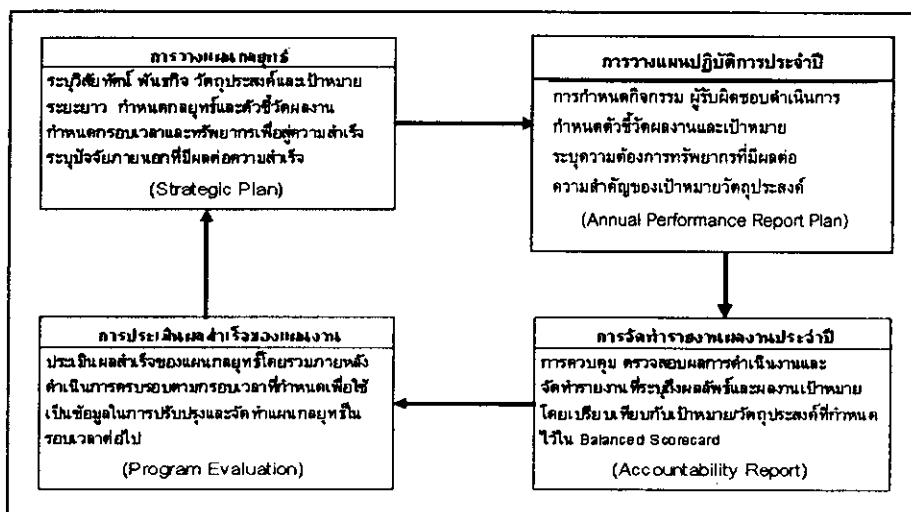 การวางแผนกลยุทธ์
ระบุวิสัยทัศน์ พันธกิจ วัตถุประสงค์และเป้าหมาย
ระยะยาว กำหนดกลยุทธ์และตัวชี้วัดผลงาน
กำหนดกรอบเวลาและทรัพยากรเพื่อสู่ความสำเร็จ
ระบุปัจจัยภายนอกที่มีผลต่อความสำเร็จ
(Strategic Plan)
การวางแผนปฏิบัติการประจำปี
การกำหนดกิจกรรม ผู้รับผิดชอบดำเนินการ
กำหนดตัวชี้วัดผลงานและเป้าหมาย
ระบุความต้องการทรัพยากรที่มีผลต่อ
ความสำคัญของเป้าหมายวัตถุประสงค์
(Annual Performance Report Plan)
การประเมินผลสำเร็จของแผนงาน
ประเมินผลสำเร็จของแผนกลยุทธ์โดยรวมภายหลัง
ดำเนินการครบรอบตามกรอบเวลาที่กำหนดเพื่อใช้
เป็นข้อมูลในการปรับปรุงและจัดทำแผนกลยุทธ์ใน
รอบเวลาต่อไป
(Program Evaluation)
การจัดทำรายงานผลงานประจำปี
การควบคุม ตรวจสอบผลการดำเนินงานและ
จัดทำรายงานที่ระบุถึงผลลัพธ์และผลงานเป้าหมาย
โดยเปรียบเทียบกับเป้าหมาย/วัตถุประสงค์ที่กำหนด
ไว้ใน Balanced Scorecard
(Accountability Report)